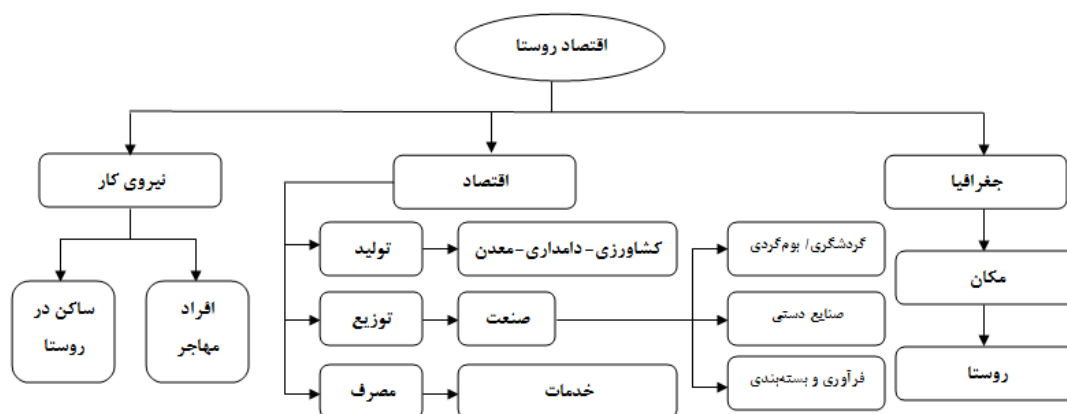 اقتصاد روستا
جغرافیا
اقتصاد
نیروی کار
مکان
روستا
تولید
کشاورزی-دامداری-معدن
توزیع
صنعت
گردشگری/ بوم‌گردی
صنایع دستی
فرآوری و بسته‌بندی
مصرف
خدمات
افراد
مهاجر
ساکن در
روستا